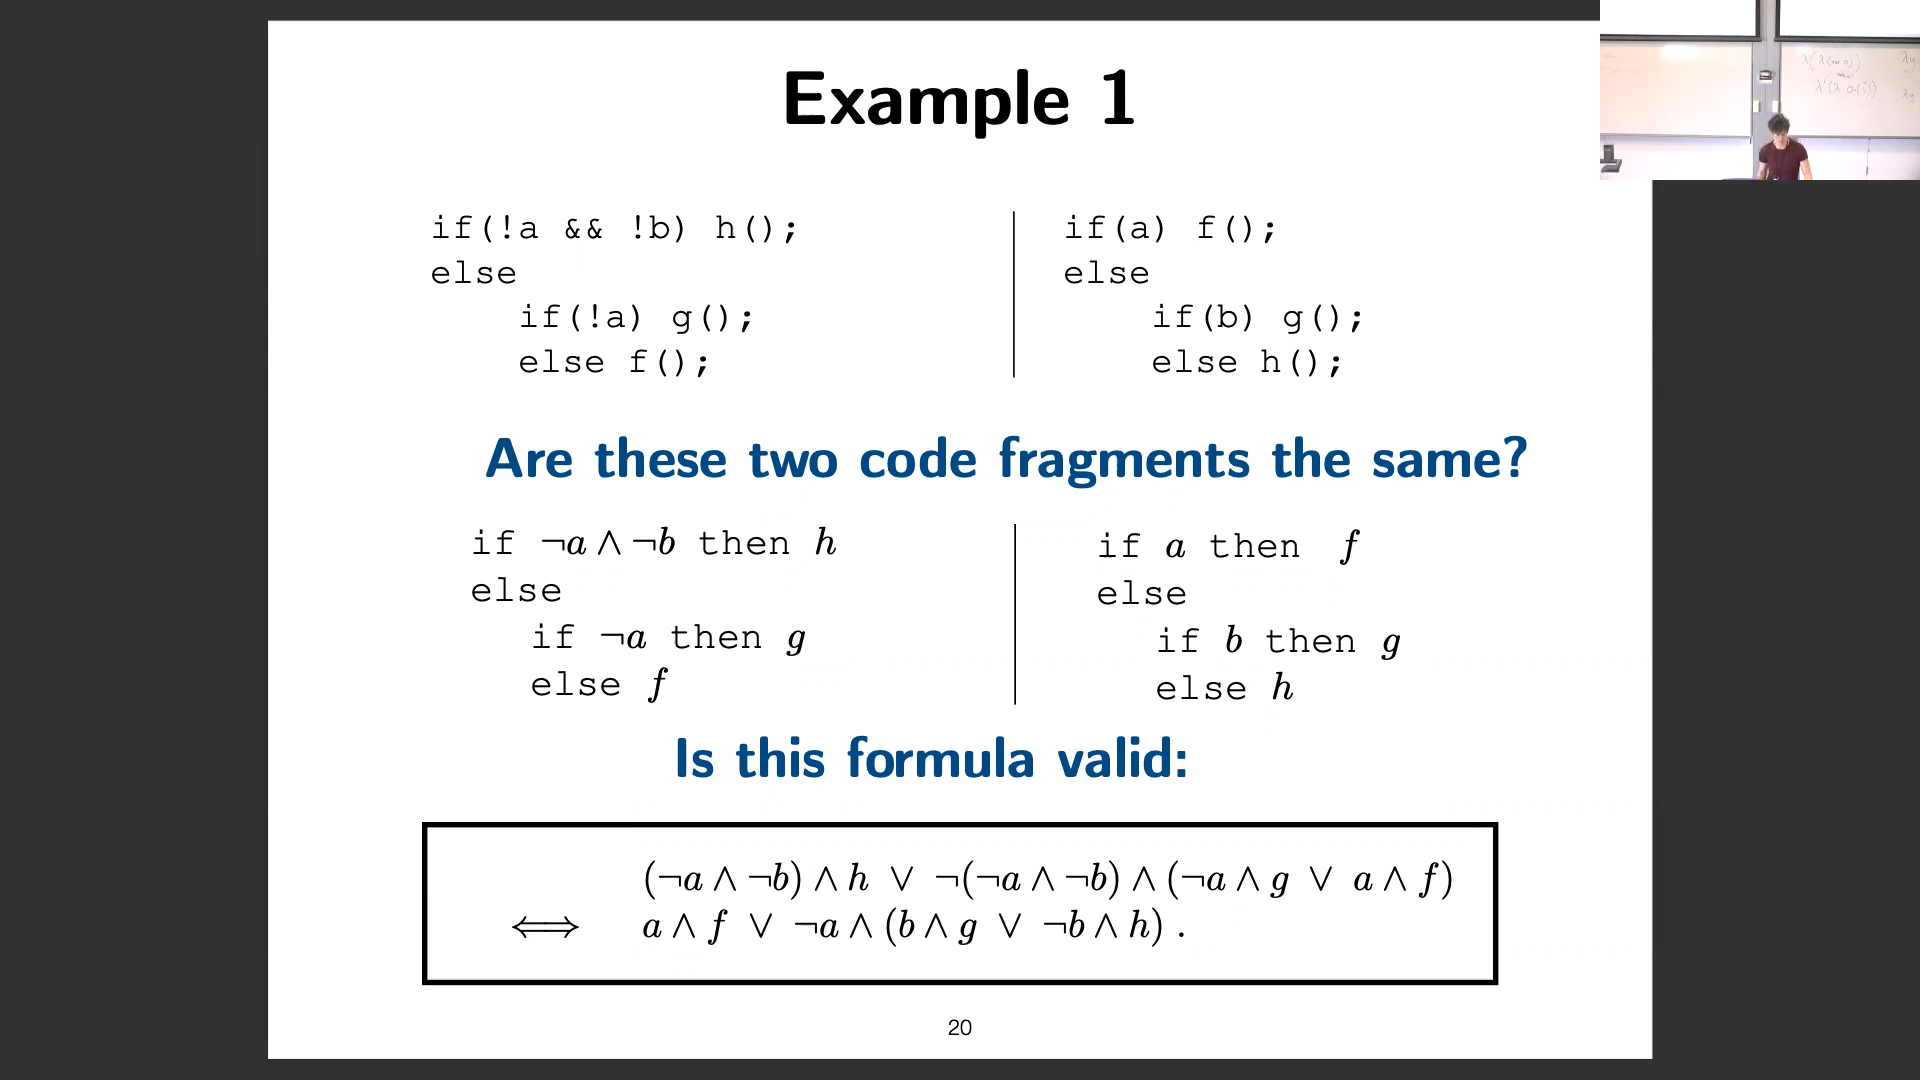 Example 1
if(!a && !b) h();
else
if(!a) g();
else f();
if(a) f();
else
if(b) g();
else h();
Are these two code fragments the same?
if ¬a ∧ ¬b then h
else
if ¬a then g
else f
if a then f
else
if b then g
else h
Is this formula valid:
(¬a ∧ ¬b) ∧ h ∨ ¬(¬a ∧ ¬b) ∧ (¬a ∧ g ∨ a ∧ f)
⟺ a ∧ f ∨ ¬a ∧ (b ∧ g ∨ ¬b ∧ h) .
20